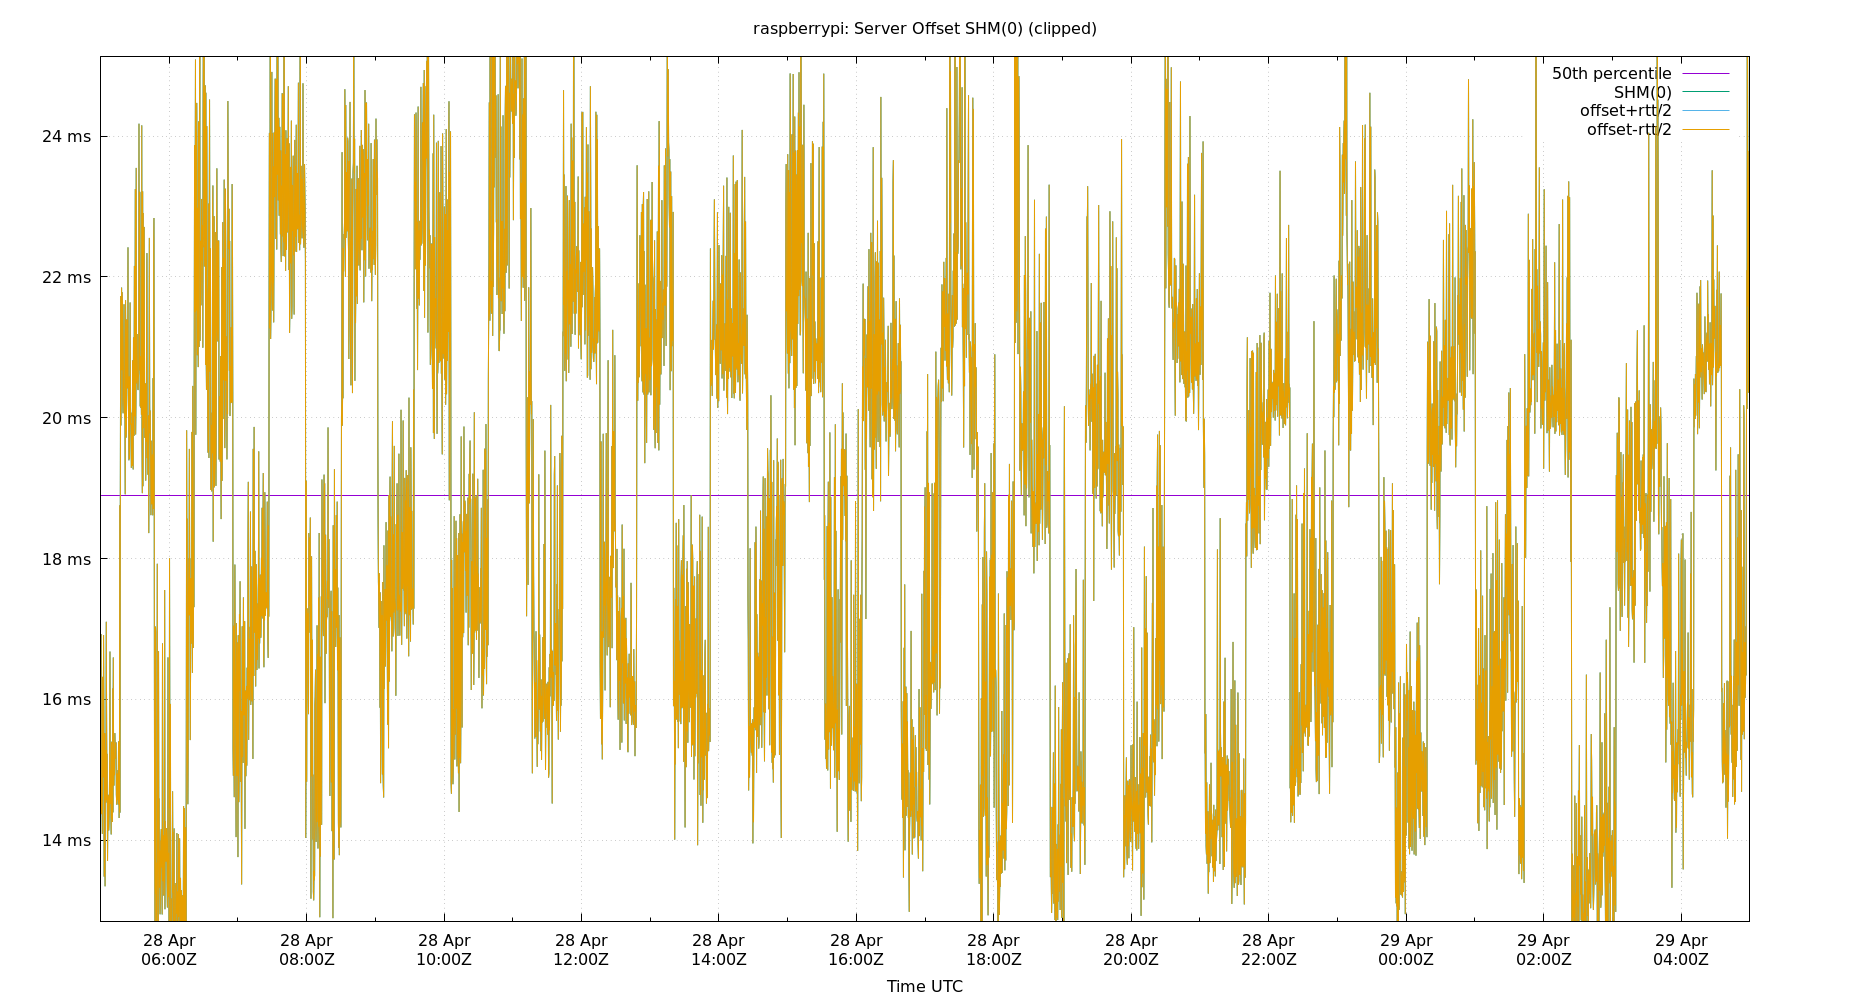 raspberrypi: Server Offset SHM(0) (clipped)
50th percentile
SHM(0)
offset+rtt/2
offset-rtt/2
24 ms
22 ms
20 ms
18 ms
16 ms
14 ms
28 Apr 28 Apr 28 Apr 28 Apr 28 Apr 28 Apr 28 Apr 28 Apr 28 Apr 29 Apr 29 Apr 29 Apr
06:00Z 08:00Z 10:00Z 12:00Z 14:00Z 16:00Z 18:00Z 20:00Z 22:00Z 00:00Z 02:00Z 04:00Z
Time UTC